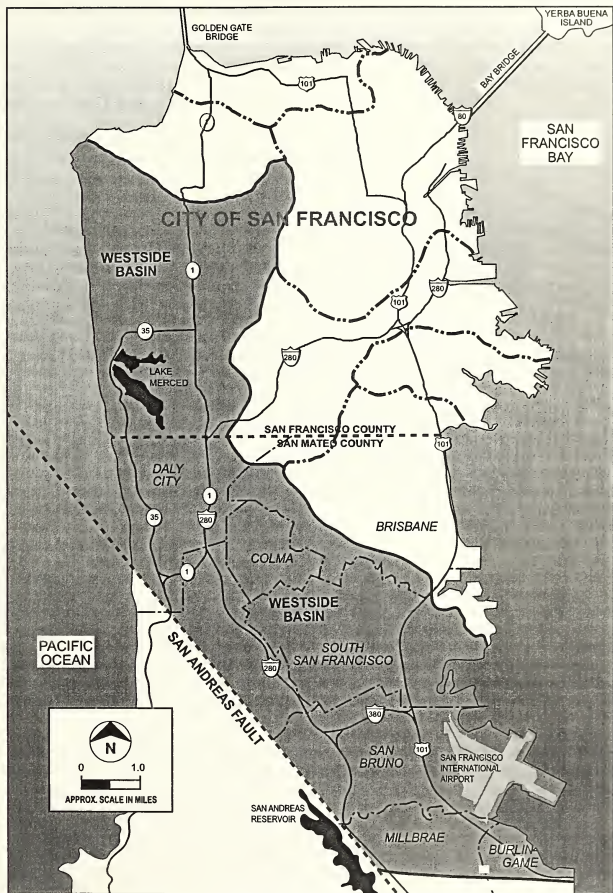 YERBA BUENA
ISLAND
GOLDEN GATE
BRIDGE
BAY BRIDGE
101
80
SAN
FRANCISCO
BAY
CITY OF SAN FRANCISCO
WESTSIDE
BASIN
1
280
101
35
280
LAKE
MERCED
SAN FRANCISCO COUNTY
SAN MATEO COUNTY
101
DALY
CITY
1
35
280
BRISBANE
COLMA
1
WESTSIDE
BASIN
PACIFIC
OCEAN
SAN ANDREAS FAULT
SOUTH
SAN FRANCISCO
280
380
N
0 1.0
APPROX. SCALE IN MILES
SAN
BRUNO
101
SAN FRANCISCO
INTERNATIONAL
AIRPORT
SAN ANDREAS
RESERVOIR
MILLBRAE
BURLIN-
GAME